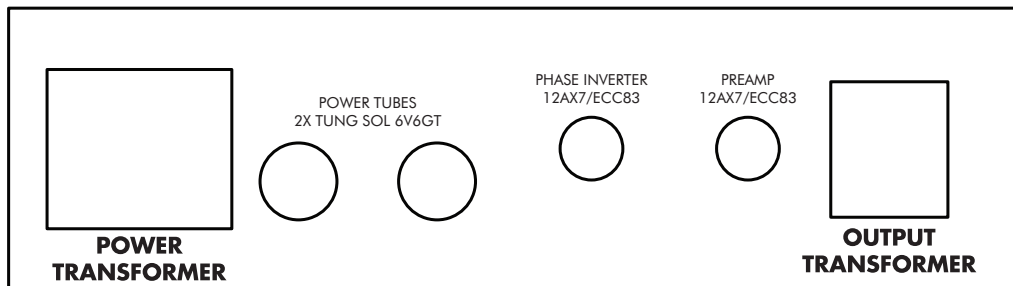 POWER TUBES
2X TUNG SOL 6V6GT
PHASE INVERTER
12AX7/ECC83
PREAMP
12AX7/ECC83
POWER
TRANSFORMER
OUTPUT
TRANSFORMER